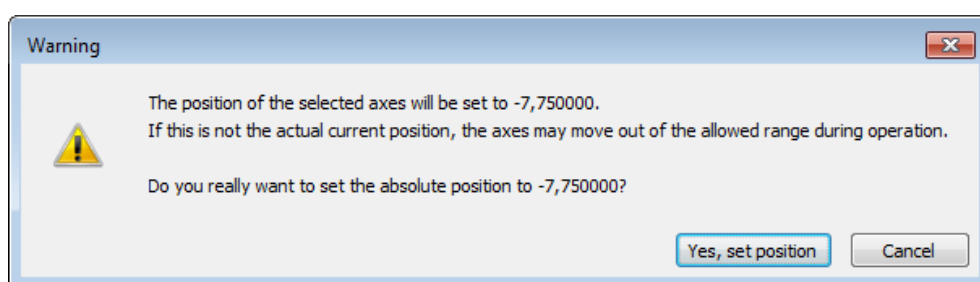 Warning
The position of the selected axes will be set to -7,750000.
If this is not the actual current position, the axes may move out of the allowed range during operation.
Do you really want to set the absolute position to -7,750000?
Yes, set position
Cancel